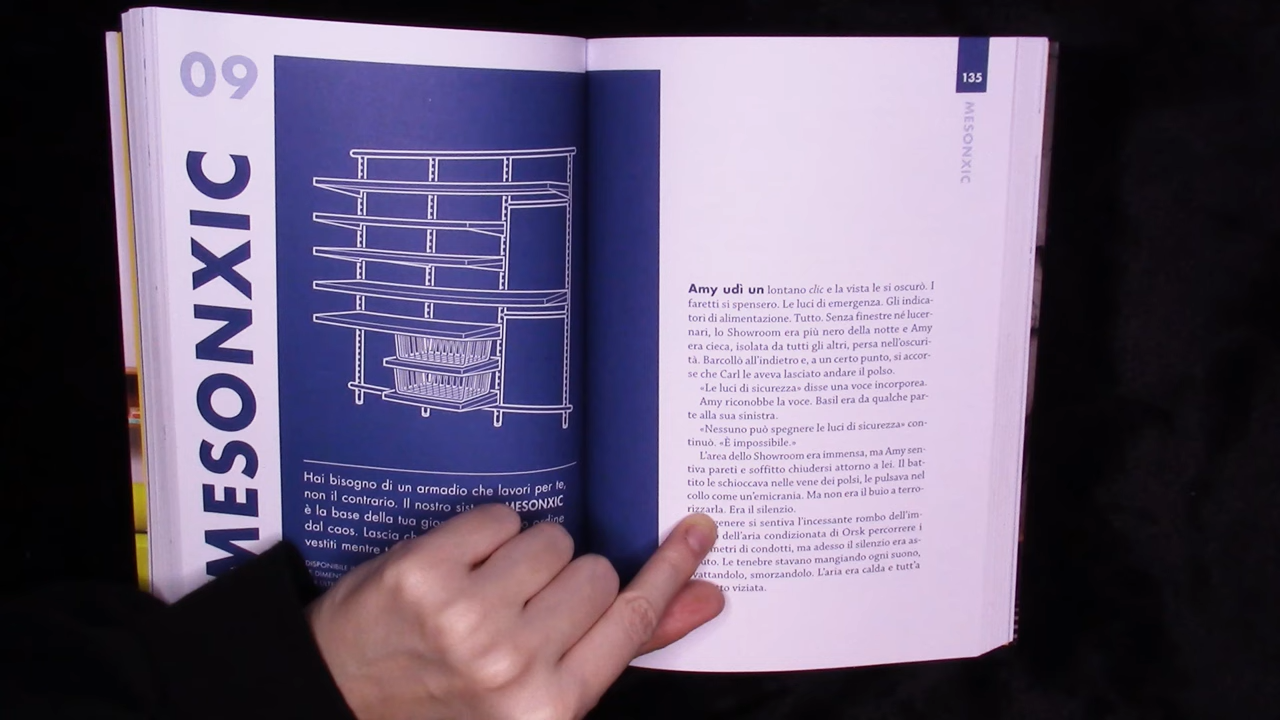 09
MESONXIC
Hai bisogno di un armadio che lavori per te,
non il contrario. Il nostro MESONXIC
è la base della tua ordine
dal caos. Lascia
vestiti mentre
DISPONIBILE
135
MESONXIC
Amy udì un lontano clic e la vista le si oscurò. I
faretti si spensero. Le luci di emergenza. Gli indica-
tori di alimentazione. Tutto. Senza finestre né lucer-
nari, lo Showroom era più nero della notte e Amy
era cieca, isolata da tutti gli altri, persa nell'oscuri-
tà. Barcollò all'indietro e, a un certo punto, si accor-
se che Carl le aveva lasciato andare il polso.
«Le luci di sicurezza» disse una voce incorporea.
Amy riconobbe la voce. Basil era da qualche par-
te alla sua sinistra.
«Nessuno può spegnere le luci di sicurezza» con-
tinuò. «È impossibile.»
L'area dello Showroom era immensa, ma Amy sen-
tiva pareti e soffitto chiudersi attorno a lei. Il bat-
tito le schioccava nelle vene dei polsi, le pulsava nel
collo come un'emicrania. Ma non era il buio a terro-
rizzarla. Era il silenzio.
genere si sentiva l'incessante rombo dell'im-
dell'aria condizionata di Orsk percorrere i
metri di condotti, ma adesso il silenzio era as-
Le tenebre stavano mangiando ogni suono,
smorzandolo. L'aria era calda e tutt'a
viziata.